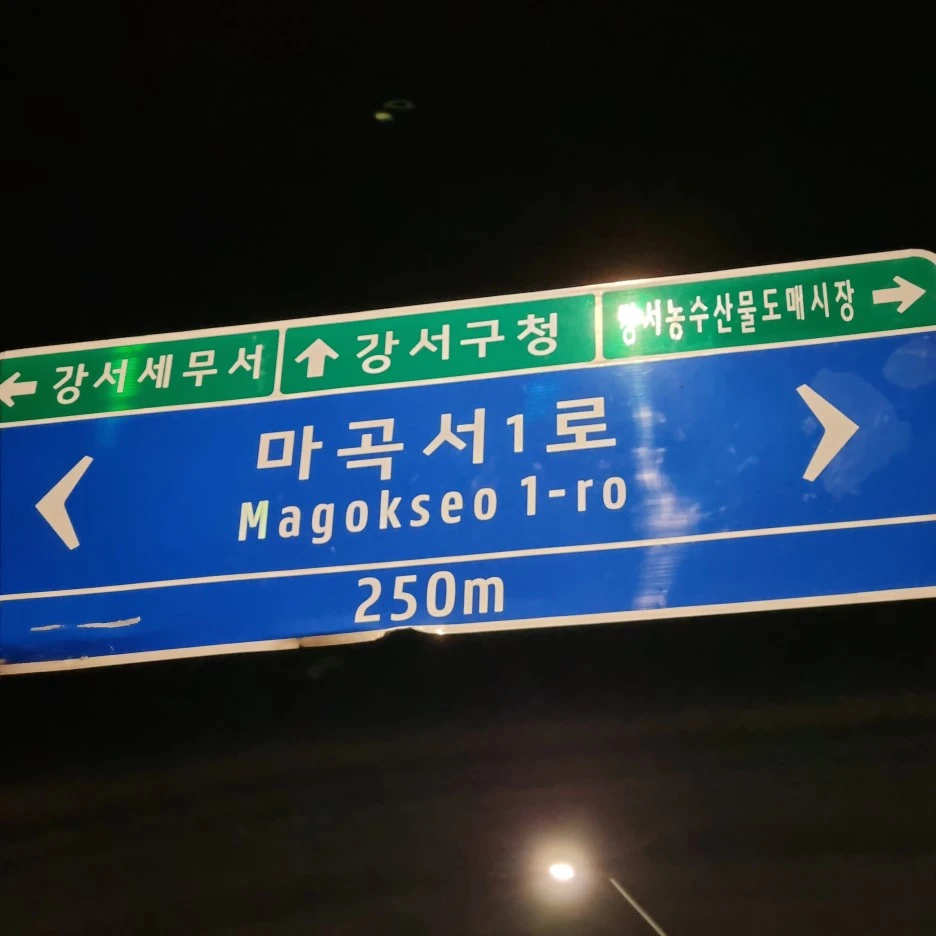 강서세무서
강서구청
강서농수산물도매시장
마곡서1로
Magokseo 1-ro
250m